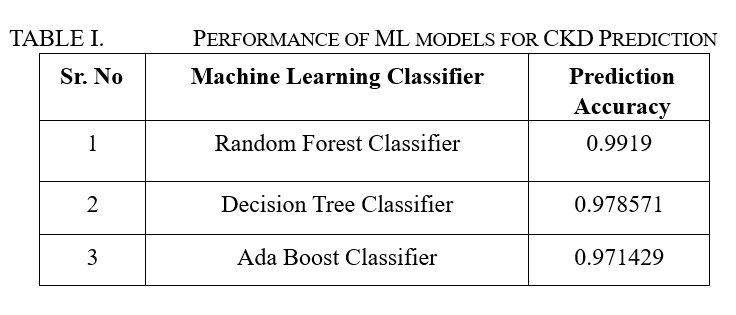 TABLE I. PERFORMANCE OF ML MODELS FOR CKD PREDICTION
Sr. No Machine Learning Classifier Prediction
Accuracy
1 Random Forest Classifier 0.9919
2 Decision Tree Classifier 0.978571
3 Ada Boost Classifier 0.971429